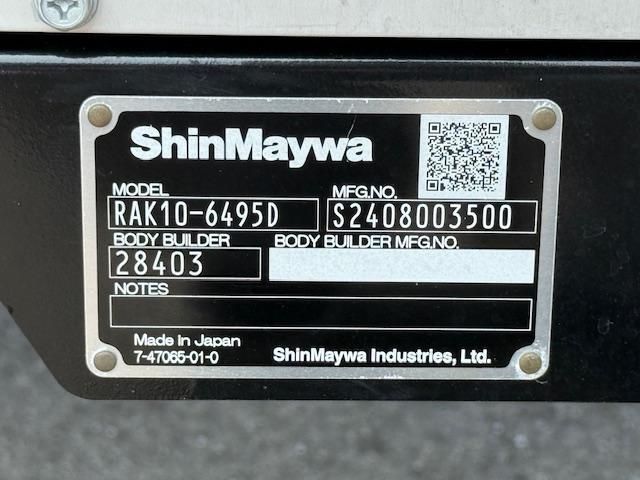 ShinMaywa
MODEL MFG.NO.
RAK10-6495D S2408003500
BODY BUILDER BODY BUILDER MFG.NO.
28403
NOTES
Made in Japan
7-47065-01-0 ShinMaywa Industries, Ltd.